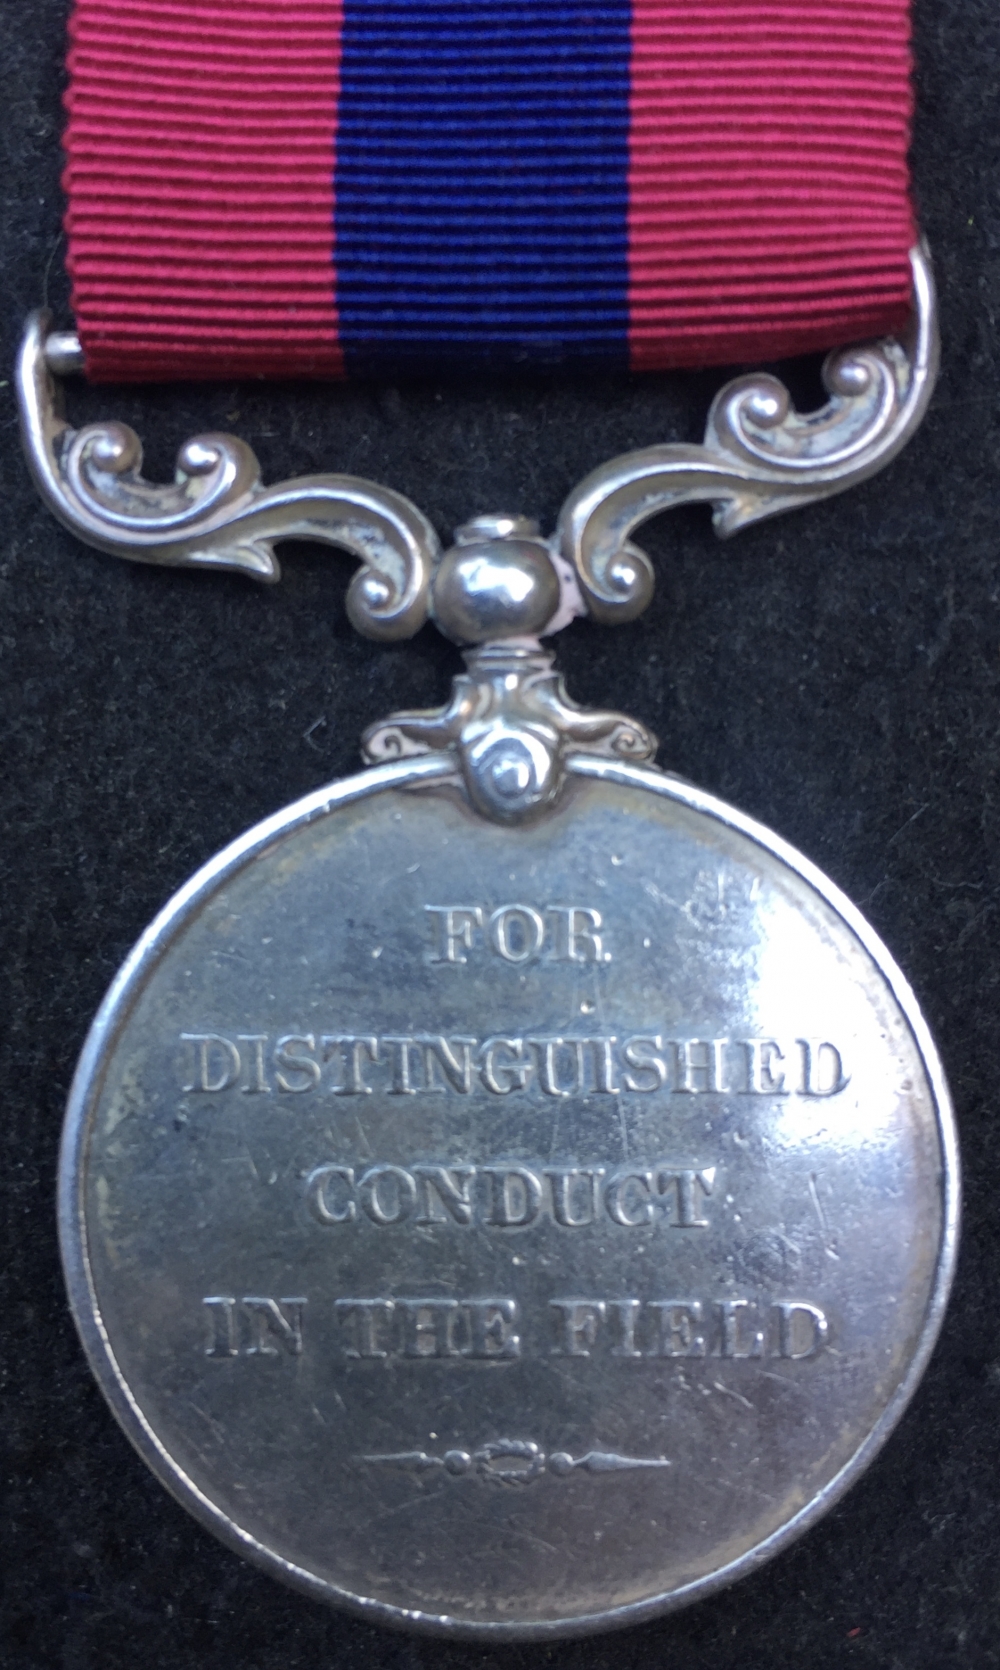 FOR
DISTINGUISHED
CONDUCT
IN THE FIELD